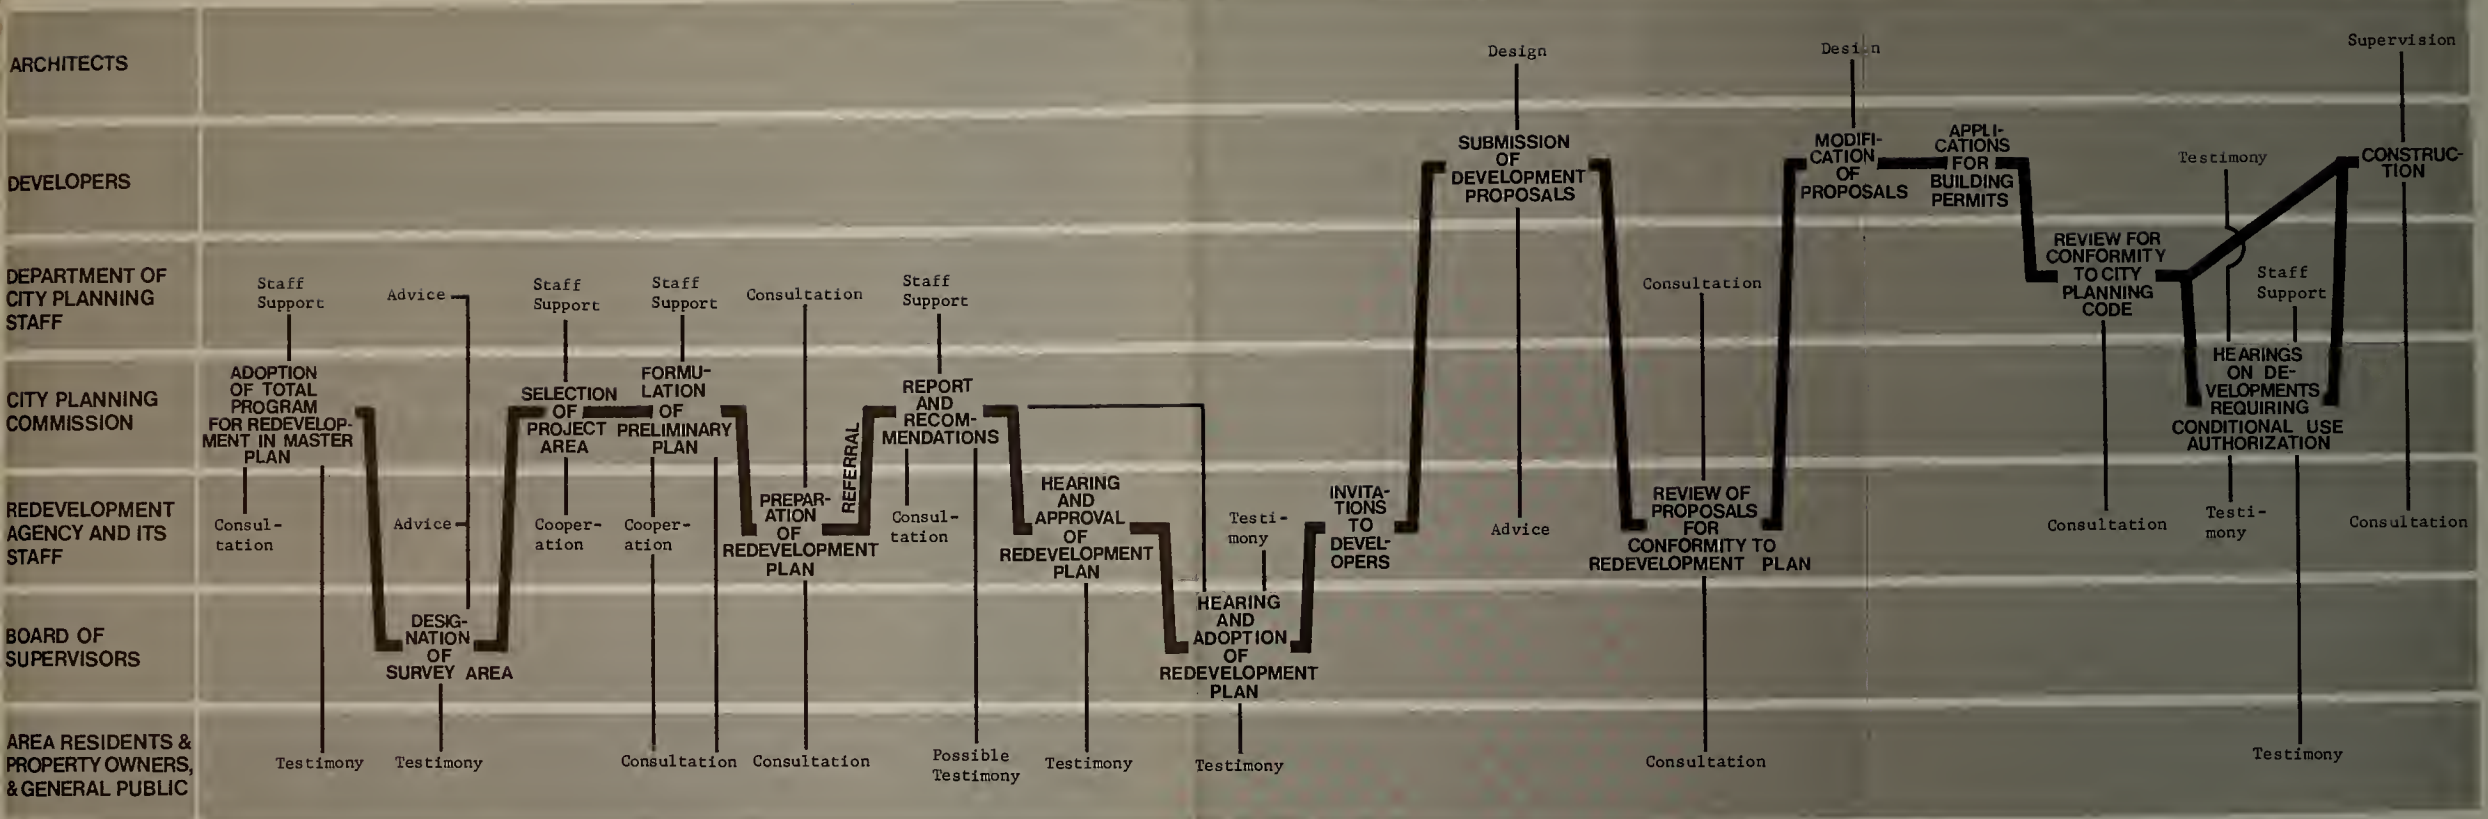 ARCHITECTS
DEVELOPERS
DEPARTMENT OF
CITY PLANNING
STAFF
CITY PLANNING
COMMISSION
REDEVELOPMENT
AGENCY AND ITS
STAFF
BOARD OF
SUPERVISORS
AREA RESIDENTS &
PROPERTY OWNERS,
& GENERAL PUBLIC
Staff
Support
ADOPTION
OF TOTAL
PROGRAM
FOR REDEVELOP-
MENT IN MASTER
PLAN
Consul-
tation
Testimony
Advice
Advice
DESIG-
NATION
OF
SURVEY AREA
Testimony
Staff
Support
SELECTION
OF
PROJECT
AREA
Cooper-
ation
Staff
Support
FORMU-
LATION
OF
PRELIMINARY
PLAN
Cooper-
ation
Consultation
Consultation
PREPAR-
ATION
OF
REDEVELOPMENT
PLAN
Consultation
REFERRAL
Staff
Support
REPORT
AND
RECOM-
MENDATIONS
Consul-
tation
Possible
Testimony
HEARING
AND
APPROVAL
OF
REDEVELOPMENT
PLAN
Testimony
Testi-
mony
HEARING
AND
ADOPTION
OF
REDEVELOPMENT
PLAN
Testimony
INVITA-
TIONS
TO
DEVEL-
OPERS
Design
SUBMISSION
OF
DEVELOPMENT
PROPOSALS
Advice
Consultation
REVIEW OF
PROPOSALS
FOR
CONFORMITY TO
REDEVELOPMENT PLAN
Consultation
Design
MODIFI-
CATION
OF
PROPOSALS
APPLI-
CATIONS
FOR
BUILDING
PERMITS
REVIEW FOR
CONFORMITY
TO CITY
PLANNING
CODE
Consultation
Testimony
Staff
Support
HEARINGS
ON DE-
VELOPMENTS
REQUIRING
CONDITIONAL USE
AUTHORIZATION
Testi-
mony
Testimony
Supervision
CONSTRUC-
TION
Consultation